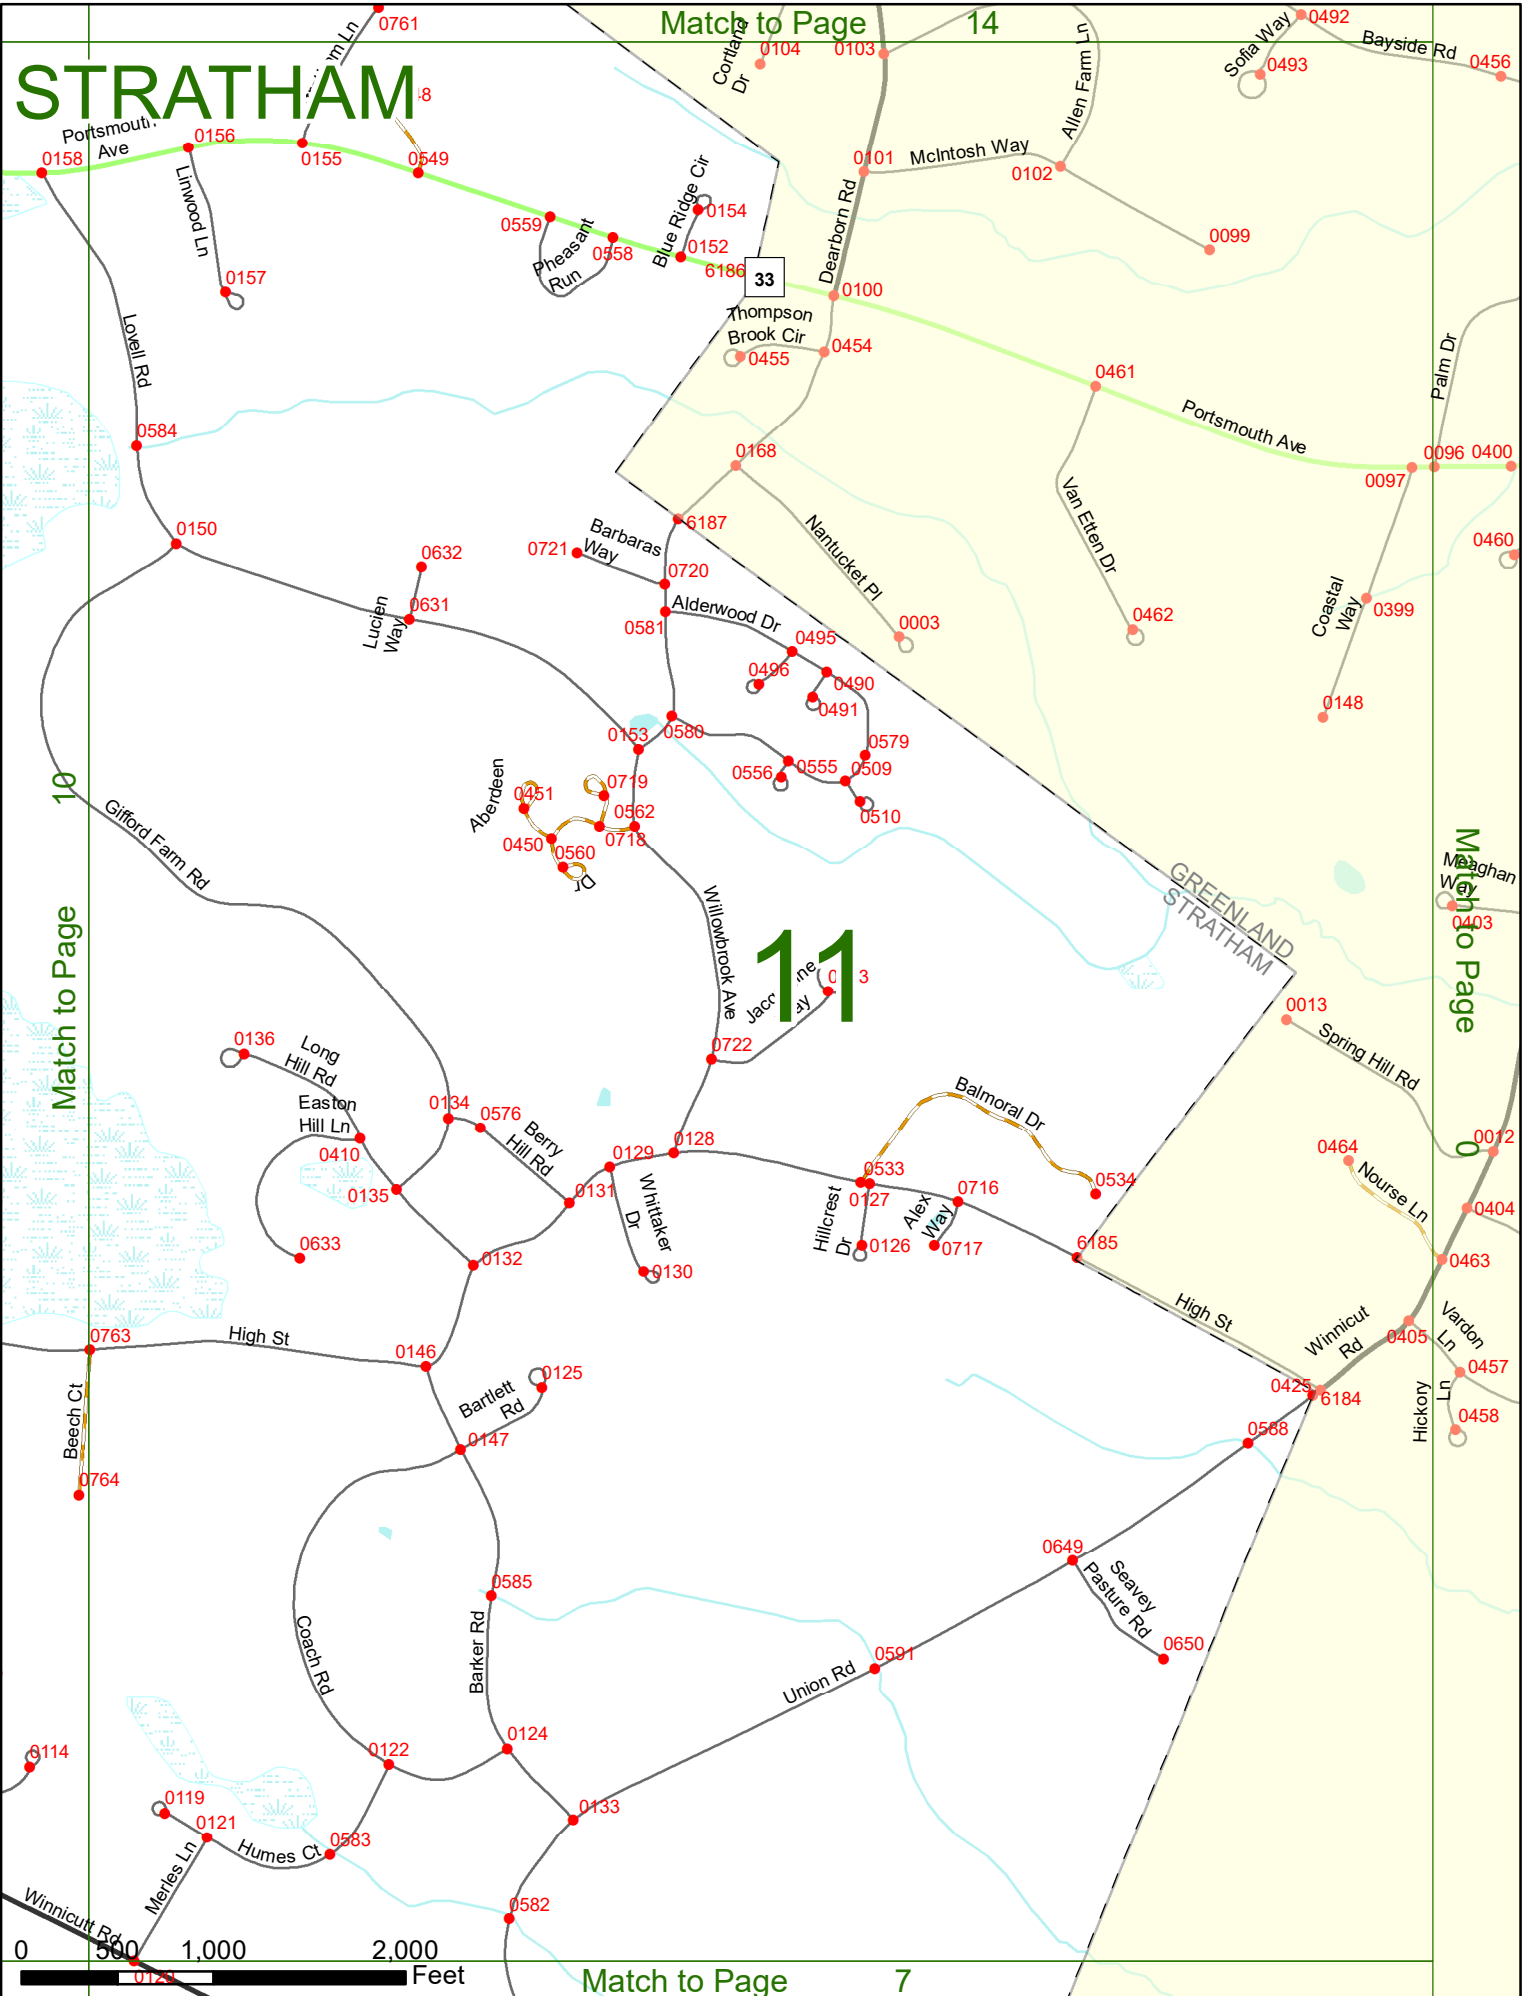 Match to Page 14
STRATHAM
0761
Cortland
Dr
0104
0103
Allen Farm Ln
Sofia Way
0492
0493
Bayside Rd
0456
Portsmouth
Ave
0158
0156
0155
0549
Linwood Ln
0157
0559
Pheasant
Run
0558
Blue Ridge Cir
0154
0152
6186
33
Dearborn Rd
0101
McIntosh Way
0102
0099
0100
Thompson
Brook Cir
0454
0455
0461
Portsmouth Ave
Palm Dr
0096
0400
0097
Lovell Rd
0584
0168
0150
6187
Nantucket Pl
Van Etten Dr
0460
0632
0721
Barbaras
Way
0720
Lucien
Way
0631
0581
Alderwood Dr
0495
0003
0462
Coastal
Way
0399
0496
0490
0491
0148
0153
0580
0579
0556
0555
0509
0510
10
Match to Page
Aberdeen
Dr
0451
0719
0562
0450
0718
0560
Gifford Farm Rd
Willowbrook Ave
11
GREENLAND
STRATHAM
Meaghan
Way
0403
Match to Page
0722
0013
Spring Hill Rd
0136
Long
Hill Rd
Easton
Hill Ln
0410
0134
0576
Berry
Hill Rd
0135
0129
0128
0131
Whittaker
Dr
0130
Balmoral Dr
0533
0127
0534
Hillcrest
Dr
0126
Alex
Way
0716
0717
6185
0464
Nourse Ln
0012
0404
0463
0633
0132
0763
High St
0146
High St
Winnicut
Rd
0405
Vardon
Ln
0457
Hickory
Ln
0458
0425
6184
0588
Beech Ct
0764
Bartlett
Rd
0125
0147
0649
Seavey
Pasture Rd
0650
0585
Barker Rd
Coach Rd
0591
Union Rd
0114
0122
0124
0119
0121
0133
Humes Ct
0583
Merles Ln
0582
Winnicutt Rd
0120
0 500 1,000 2,000
Feet
Match to Page 7